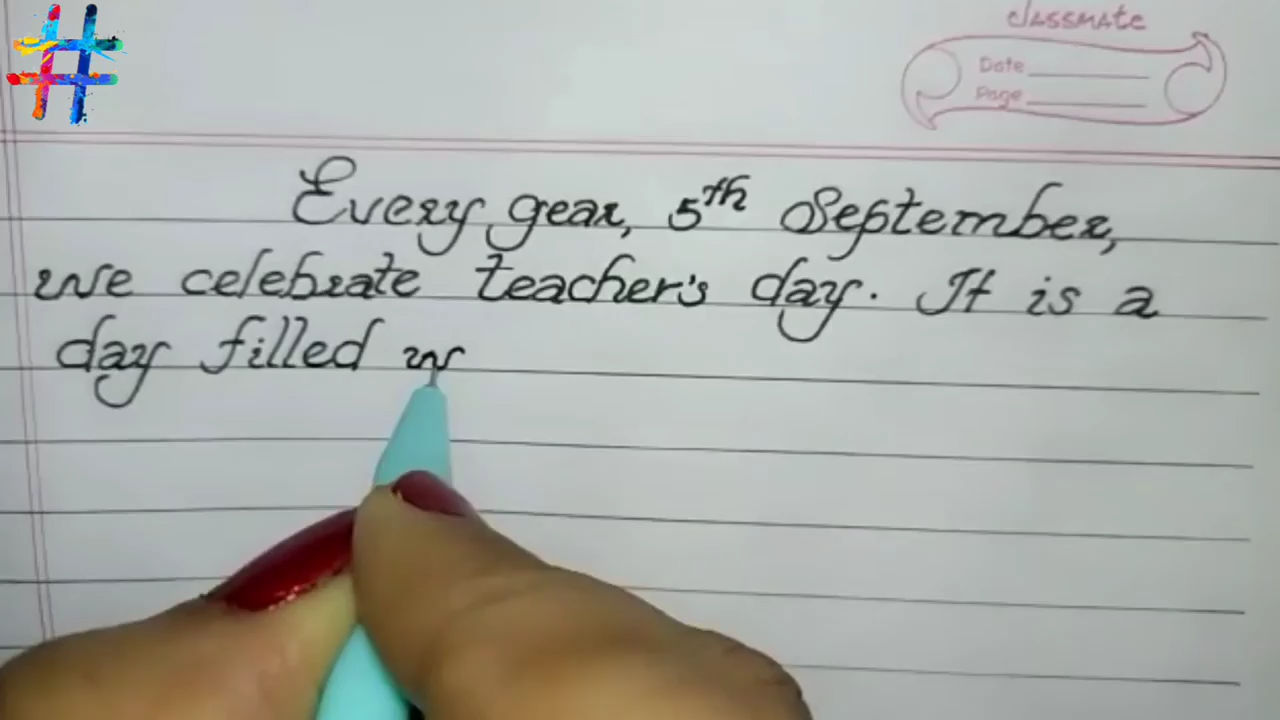 classmate
Date
Page
Every year, 5th September,
we celebrate teacher's day. It is a
day filled w